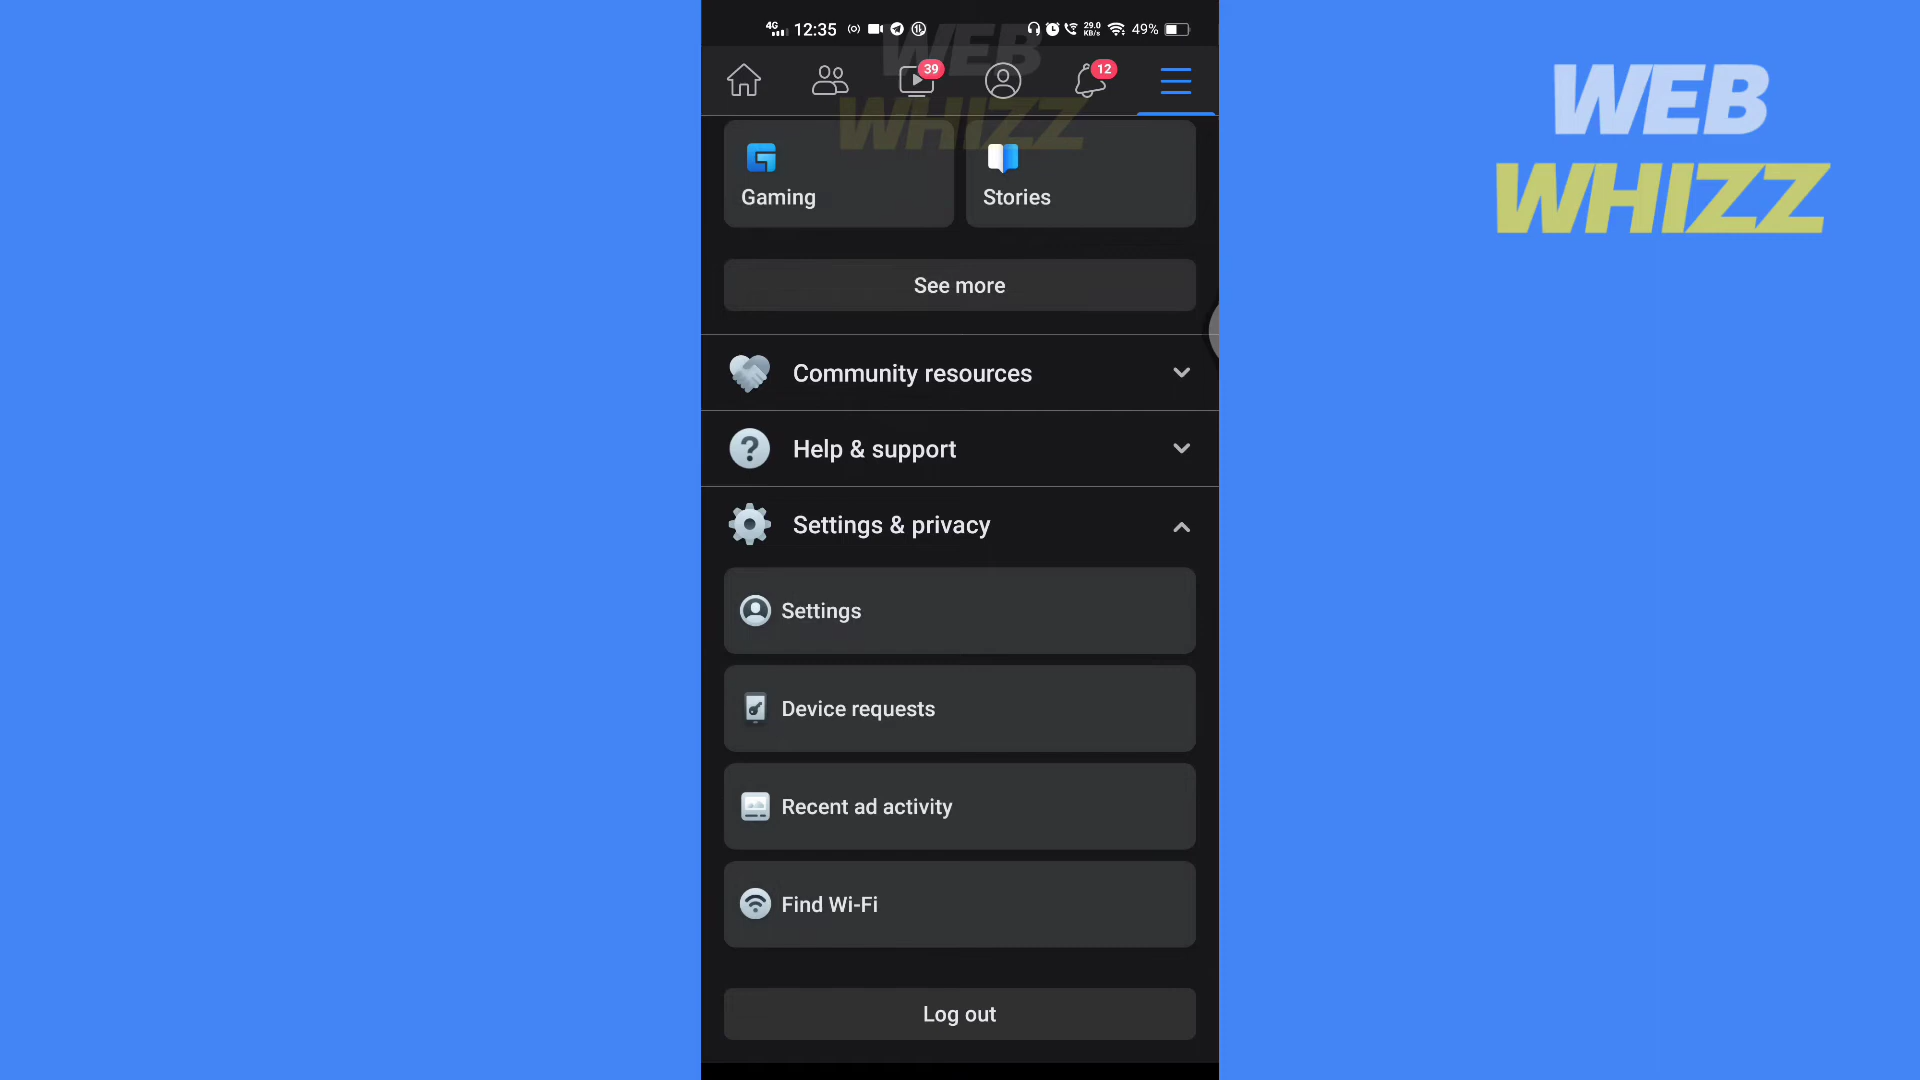 4G 12:35 29.0 KB/s 49%
39 12
WEB
WHIZZ
WEB
WHIZZ
Gaming Stories
See more
Community resources
Help & support
Settings & privacy
Settings
Device requests
Recent ad activity
Find Wi-Fi
Log out